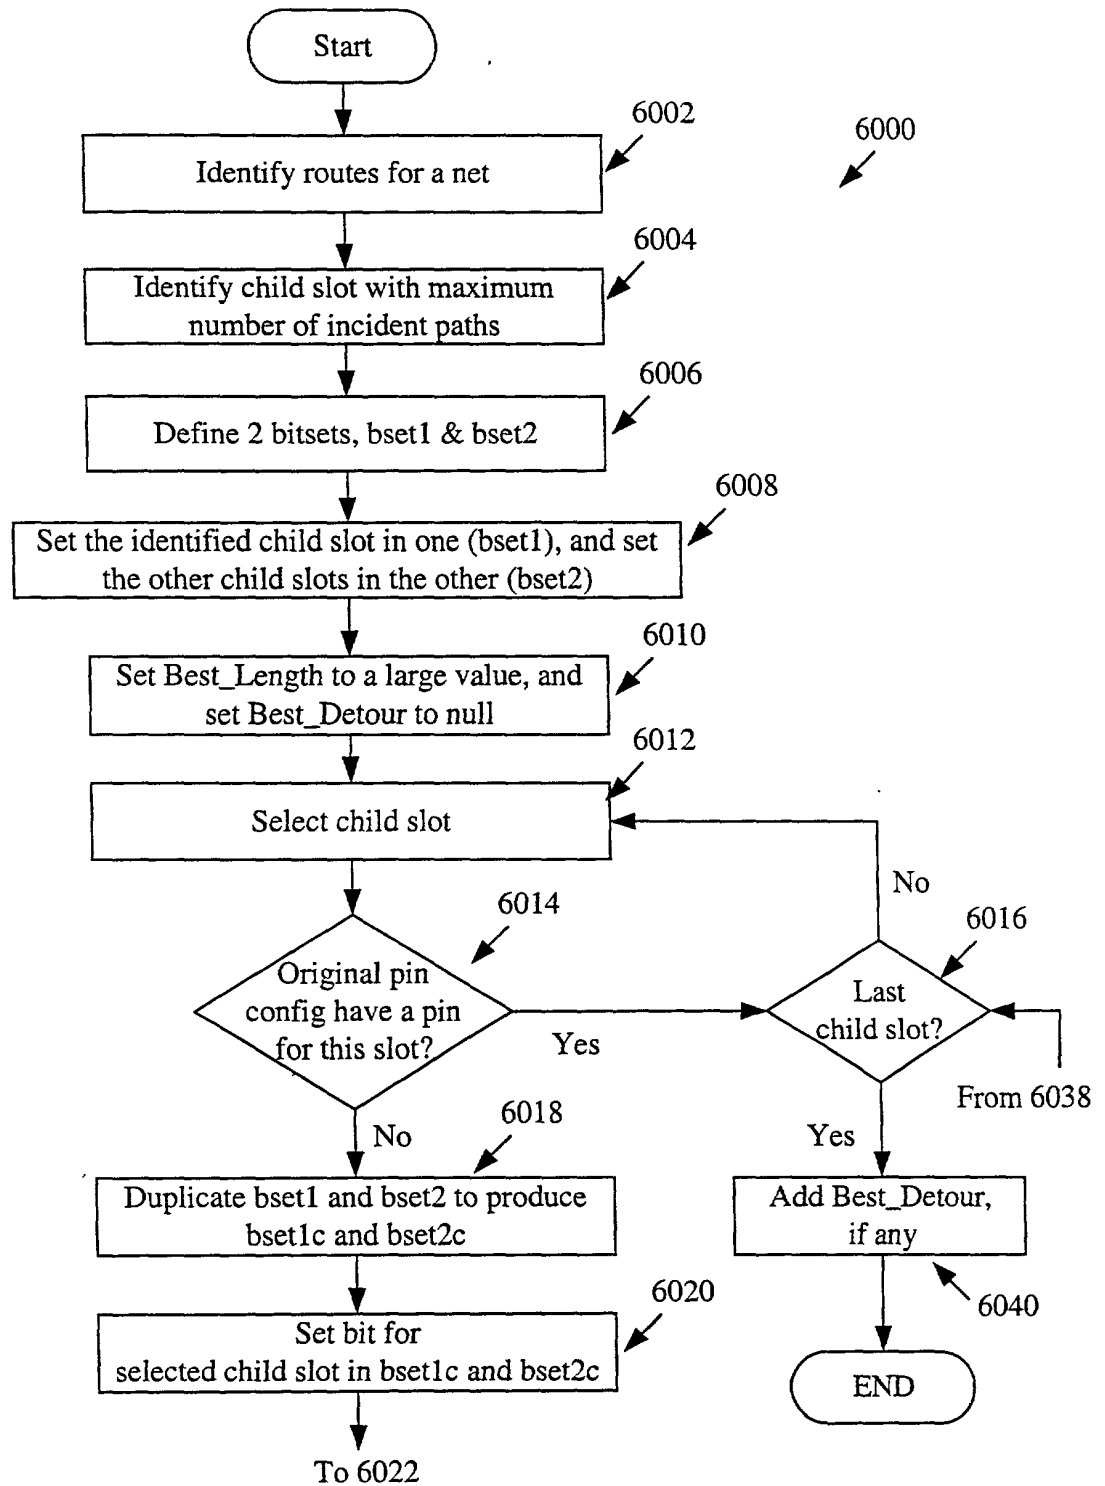 Start
6002
6000
Identify routes for a net
6004
Identify child slot with maximum
number of incident paths
6006
Define 2 bitsets, bset1 & bset2
6008
Set the identified child slot in one (bset1), and set
the other child slots in the other (bset2)
6010
Set Best_Length to a large value, and
set Best_Detour to null
6012
Select child slot
No
6014
6016
Original pin
config have a pin
for this slot?
Yes
Last
child slot?
From 6038
No
6018
Yes
Duplicate bset1 and bset2 to produce
bset1c and bset2c
Add Best_Detour,
if any
6020
6040
Set bit for
selected child slot in bset1c and bset2c
END
To 6022